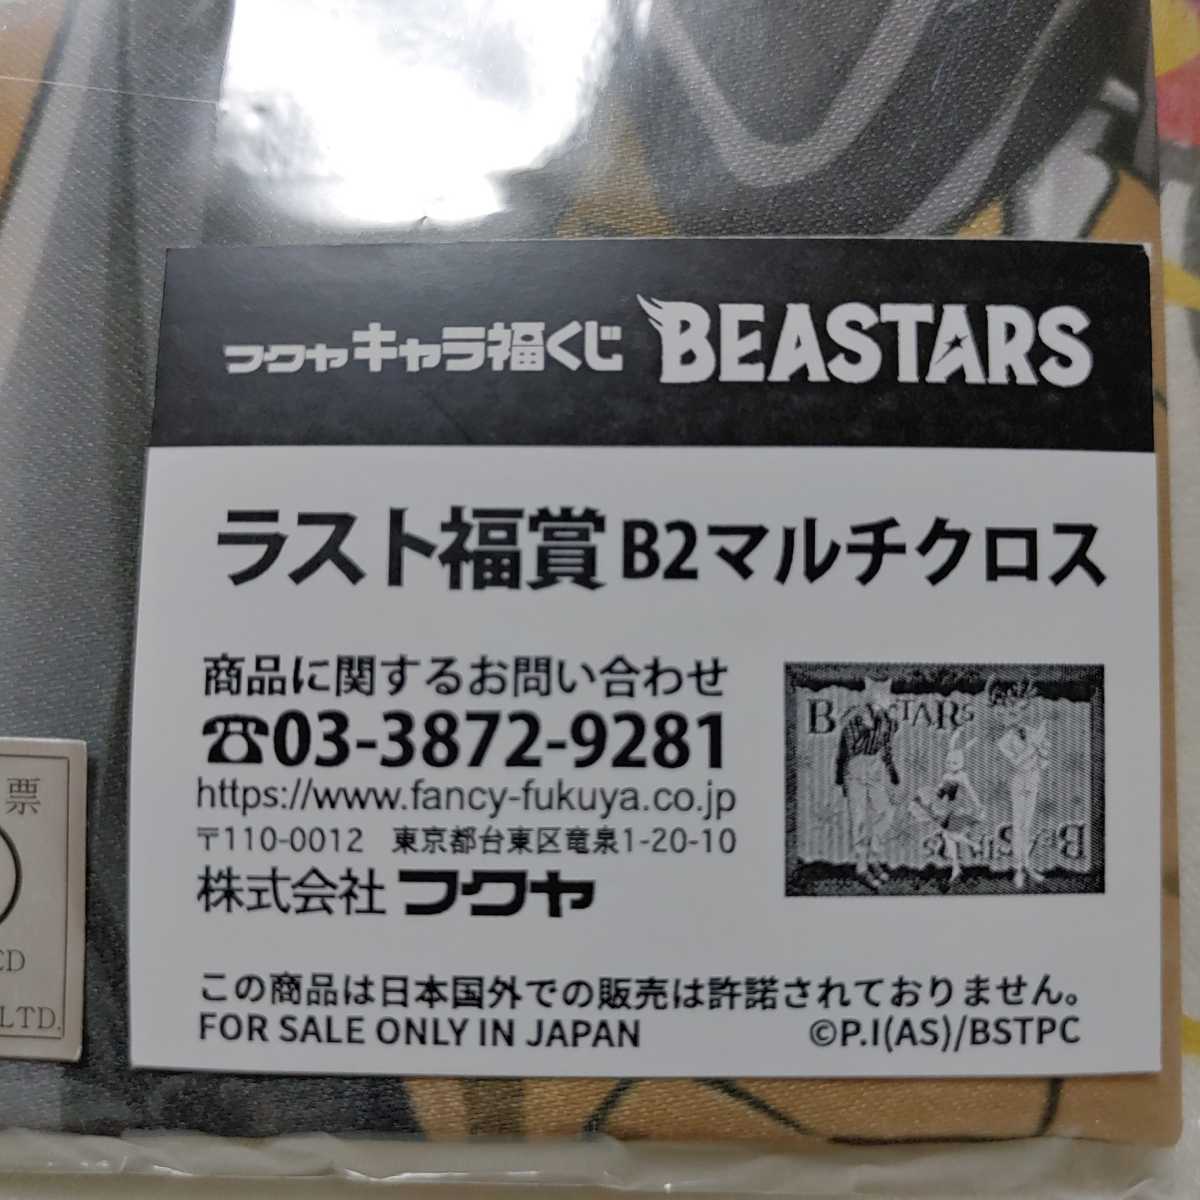 フクヤキャラ福くじ BEASTARS
ラスト福賞 B2マルチクロス
商品に関するお問い合わせ
☎03-3872-9281
https://www.fancy-fukuya.co.jp
〒110-0012 東京都台東区竜泉1-20-10
株式会社フクヤ
BEASTARS
BEASTARS
この商品は日本国外での販売は許諾されておりません。
FOR SALE ONLY IN JAPAN ©P.I(AS)/BSTPC
票
ED
LTD.